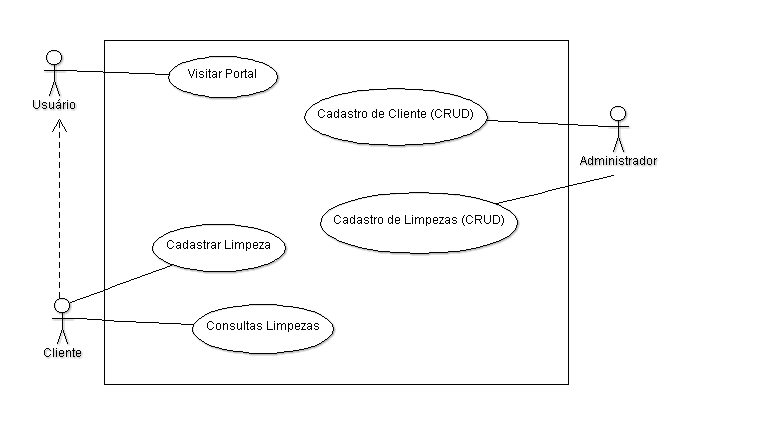 Visitar Portal
Usuário
Cadastro de Cliente (CRUD)
Administrador
Cadastro de Limpezas (CRUD)
Cadastrar Limpeza
Consultas Limpezas
Cliente